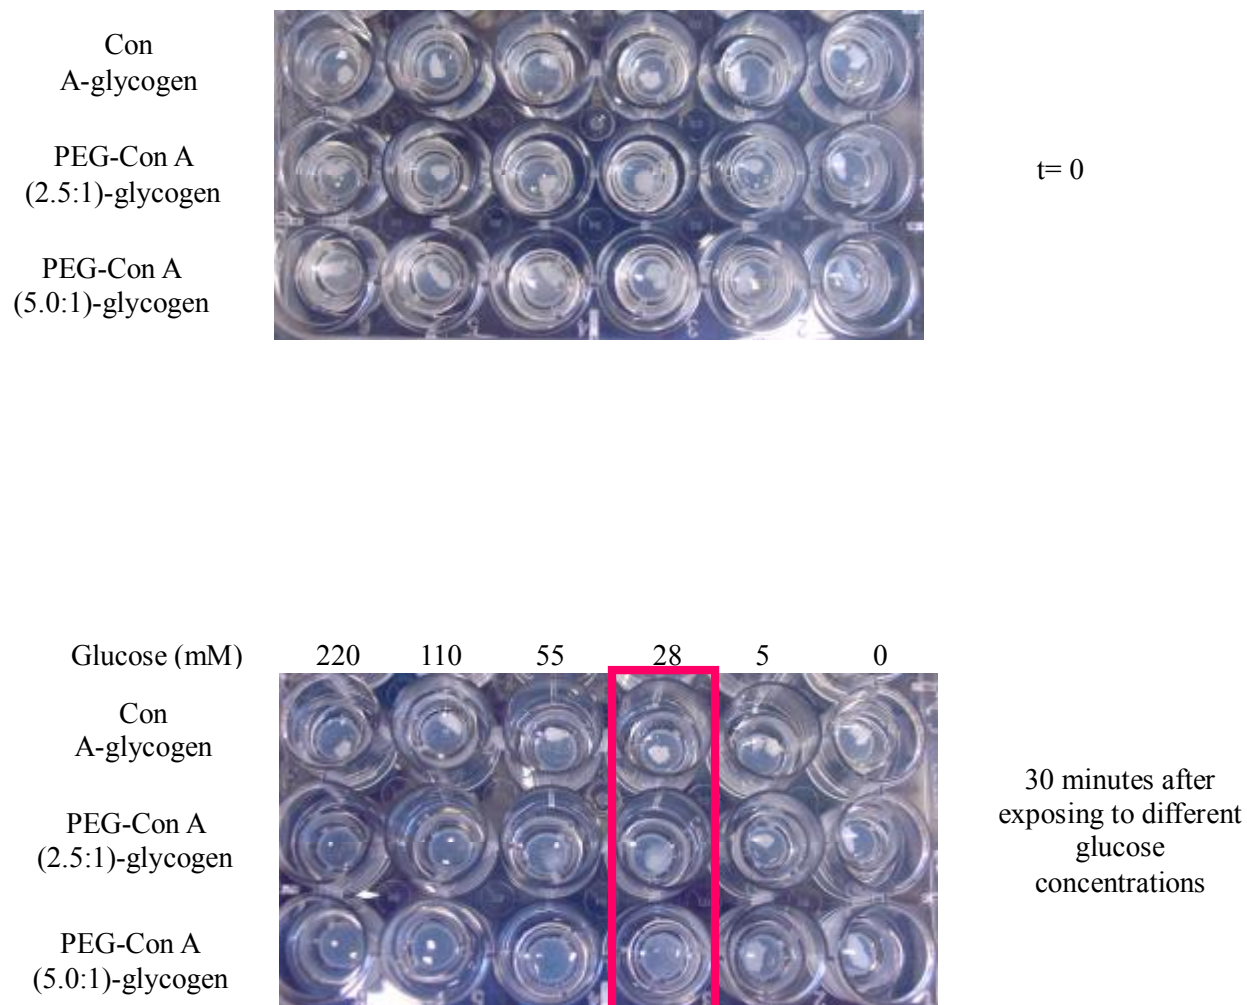 Con
A-glycogen
PEG-Con A
(2.5:1)-glycogen
PEG-Con A
(5.0:1)-glycogen
t= 0
Glucose (mM) 220 110 55 28 5 0
Con
A-glycogen
PEG-Con A
(2.5:1)-glycogen
PEG-Con A
(5.0:1)-glycogen
30 minutes after
exposing to different
glucose
concentrations